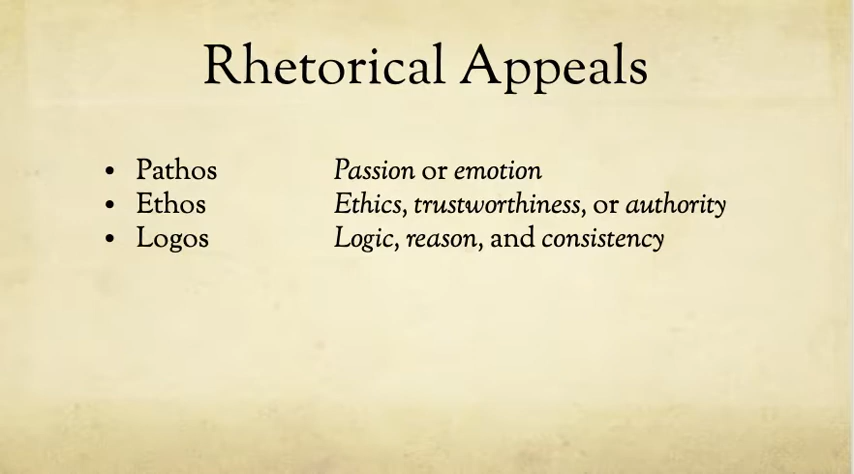 Rhetorical Appeals
• Pathos Passion or emotion
• Ethos Ethics, trustworthiness, or authority
• Logos Logic, reason, and consistency